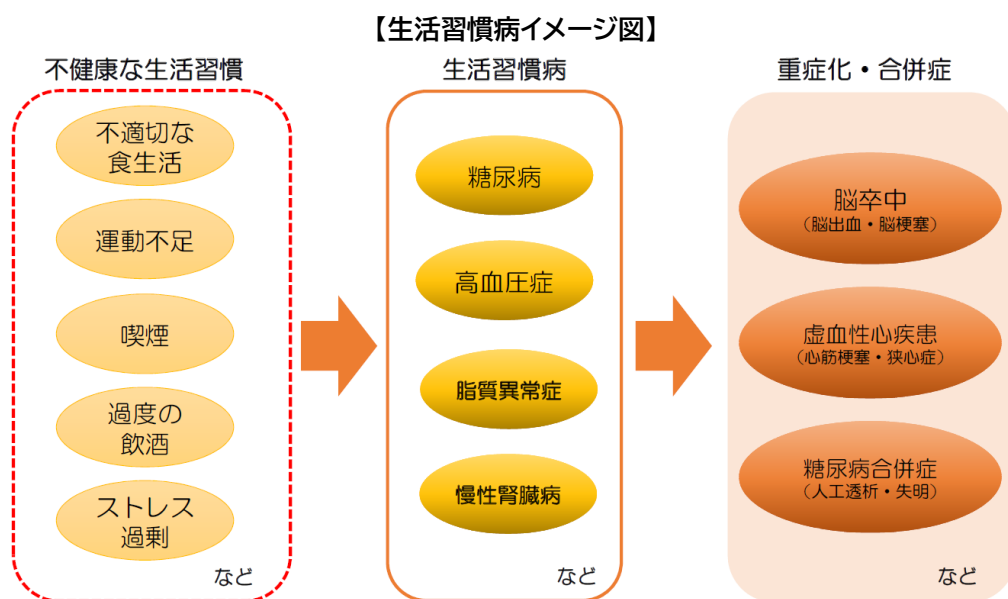 【生活習慣病イメージ図】
不健康な生活習慣
不適切な
食生活
運動不足
喫煙
過度の
飲酒
ストレス
過剰
など
生活習慣病
糖尿病
高血圧症
脂質異常症
慢性腎臓病
など
重症化・合併症
脳卒中
(脳出血・脳梗塞)
虚血性心疾患
(心筋梗塞・狭心症)
糖尿病合併症
(人工透析・失明)
など